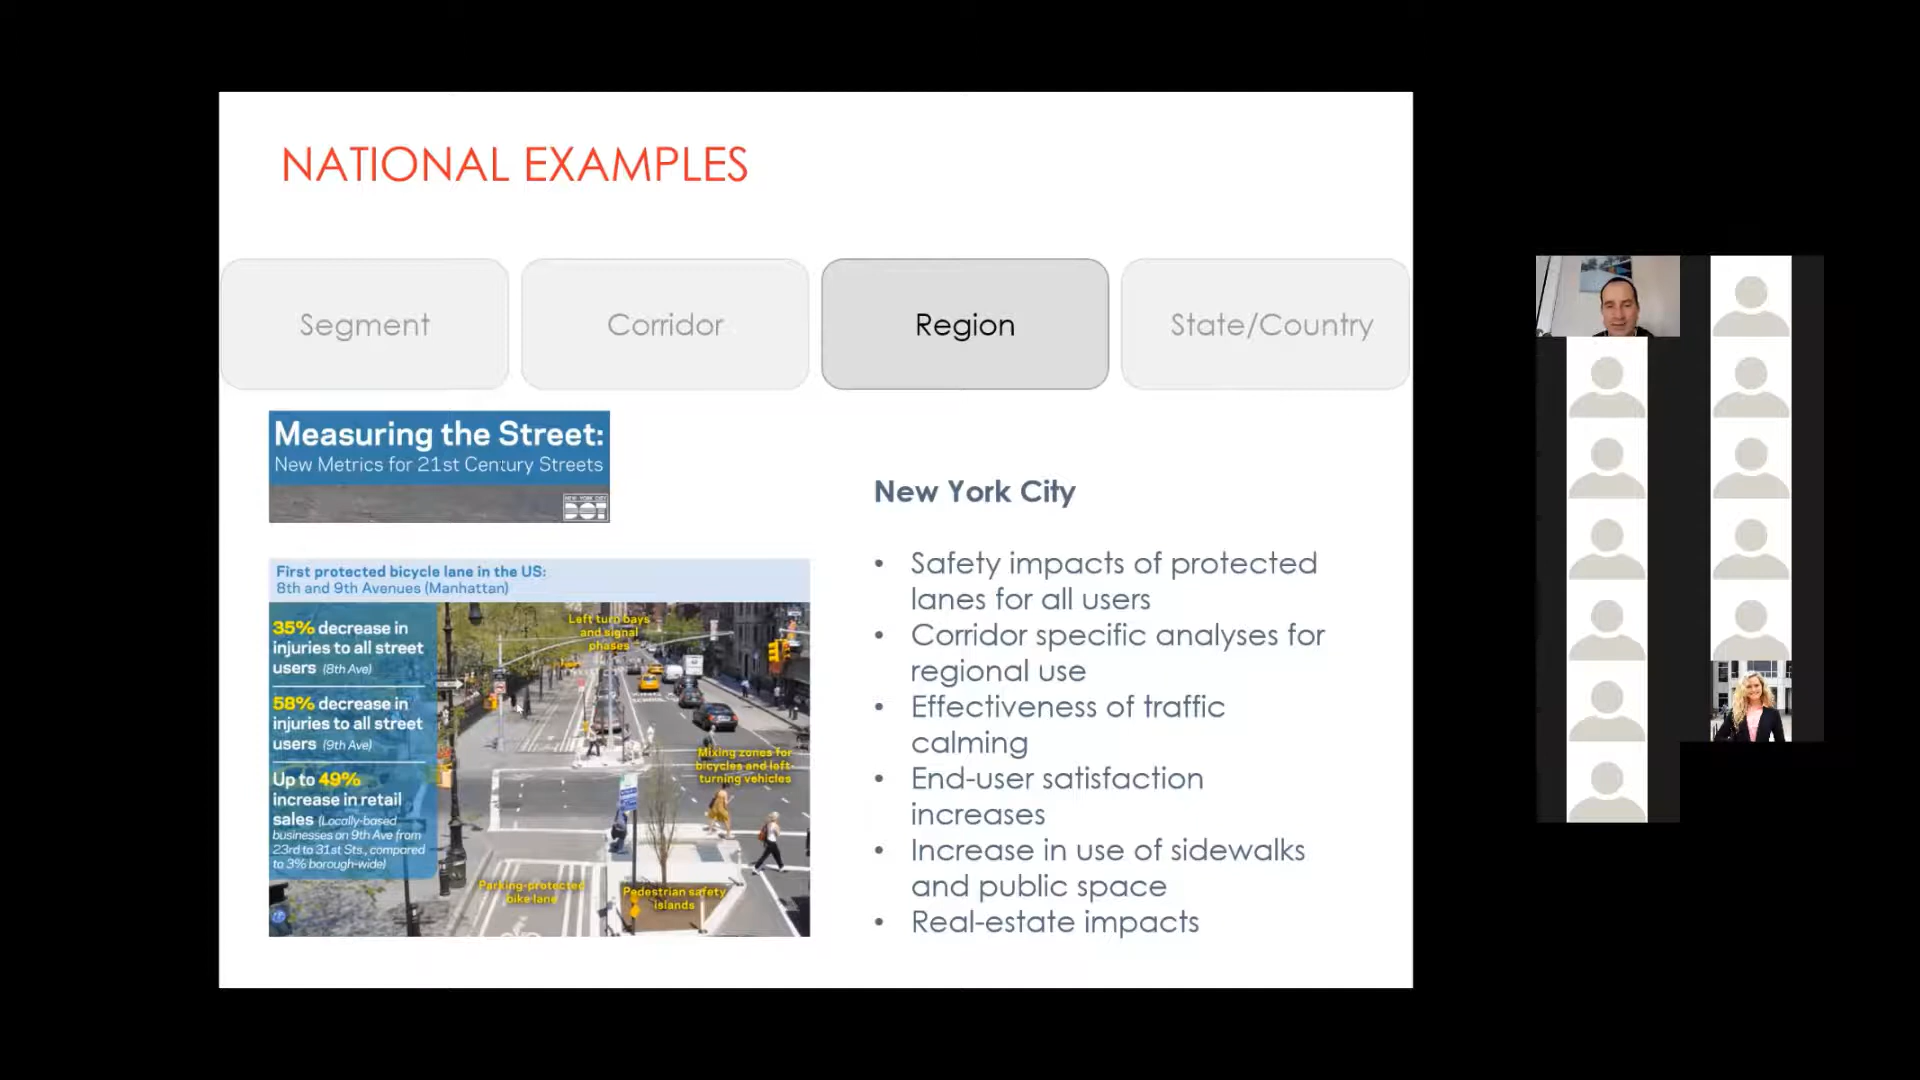 NATIONAL EXAMPLES
Segment
Corridor
Region
State/Country
Measuring the Street:
New Metrics for 21st Century Streets
NEW YORK CITY
DOT
First protected bicycle lane in the US:
8th and 9th Avenues (Manhattan)
35% decrease in
injuries to all street
users (8th Ave)
58% decrease in
injuries to all street
users (9th Ave)
Up to 49%
increase in retail
sales (Locally-based
businesses on 9th Ave from
23rd to 31st Sts., compared
to 3% borough-wide)
Left turn bays
and signal
phases
Mixing zones for
bicycles and left-
turning vehicles
Parking-protected
bike lane
Pedestrian safety
islands
New York City
• Safety impacts of protected
lanes for all users
• Corridor specific analyses for
regional use
• Effectiveness of traffic
calming
• End-user satisfaction
increases
• Increase in use of sidewalks
and public space
• Real-estate impacts